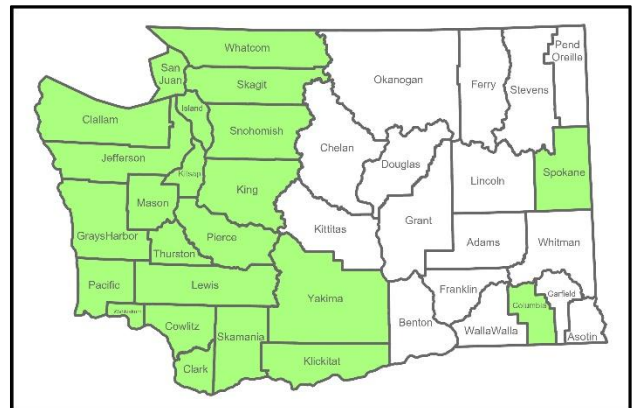 Whatcom
San
Juan
Skagit
Island
Clallam
Snohomish
Jefferson
Kitsap
King
Mason
GraysHarbor
Pierce
Thurston
Pacific
Lewis
Cowlitz
Skamania
Clark
Yakima
Klickitat
Okanogan
Ferry
Stevens
Pend
Oreille
Chelan
Douglas
Lincoln
Spokane
Kittitas
Grant
Adams
Whitman
Franklin
Benton
WallaWalla
Columbia
Garfield
Asotin